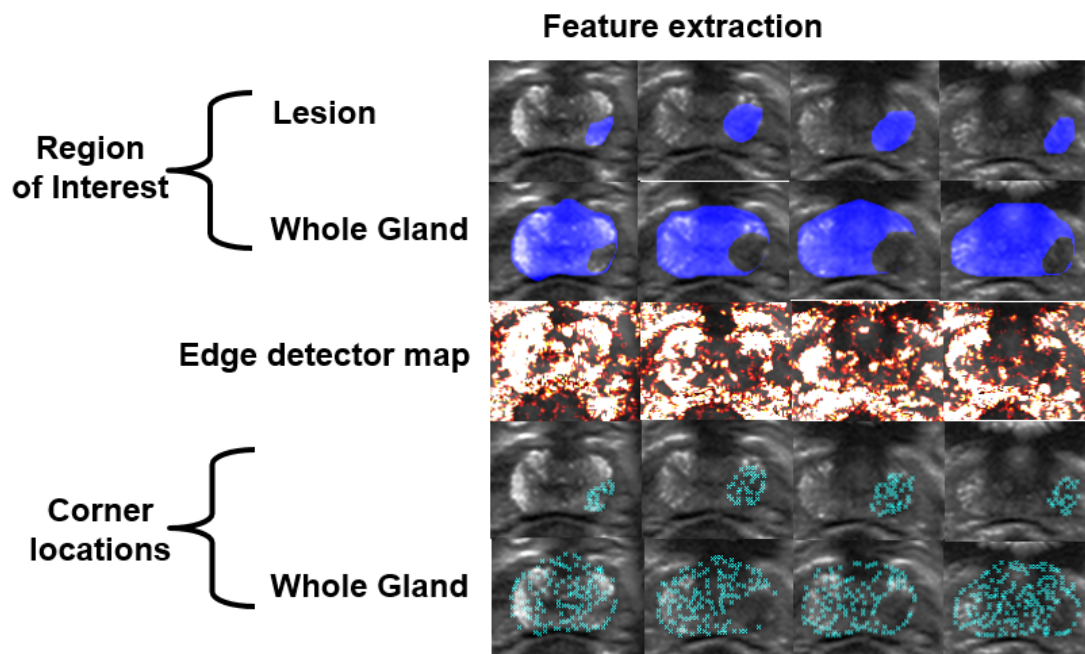 Feature extraction
Lesion
Region
of Interest
Whole Gland
Edge detector map
Corner
locations
Whole Gland